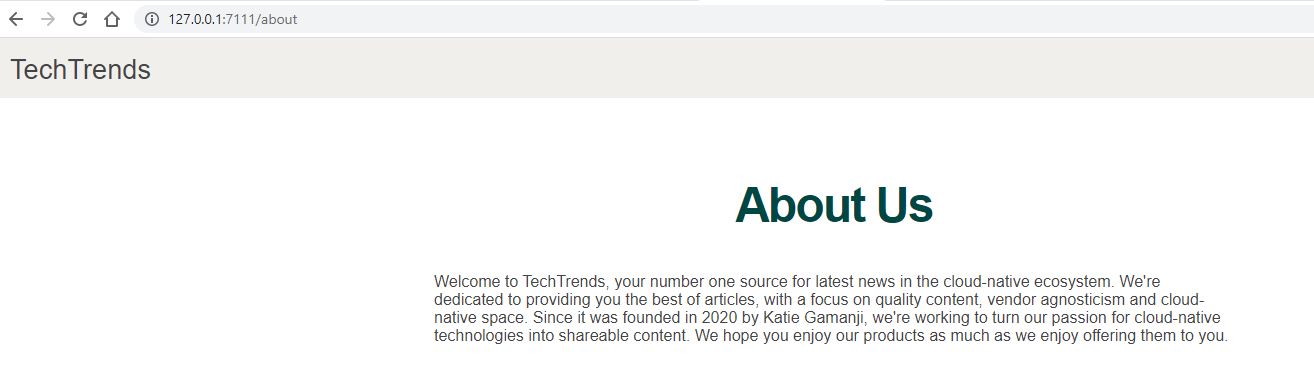 127.0.0.1:7111/about
TechTrends
About Us
Welcome to TechTrends, your number one source for latest news in the cloud-native ecosystem. We're
dedicated to providing you the best of articles, with a focus on quality content, vendor agnosticism and cloud-
native space. Since it was founded in 2020 by Katie Gamanji, we're working to turn our passion for cloud-native
technologies into shareable content. We hope you enjoy our products as much as we enjoy offering them to you.